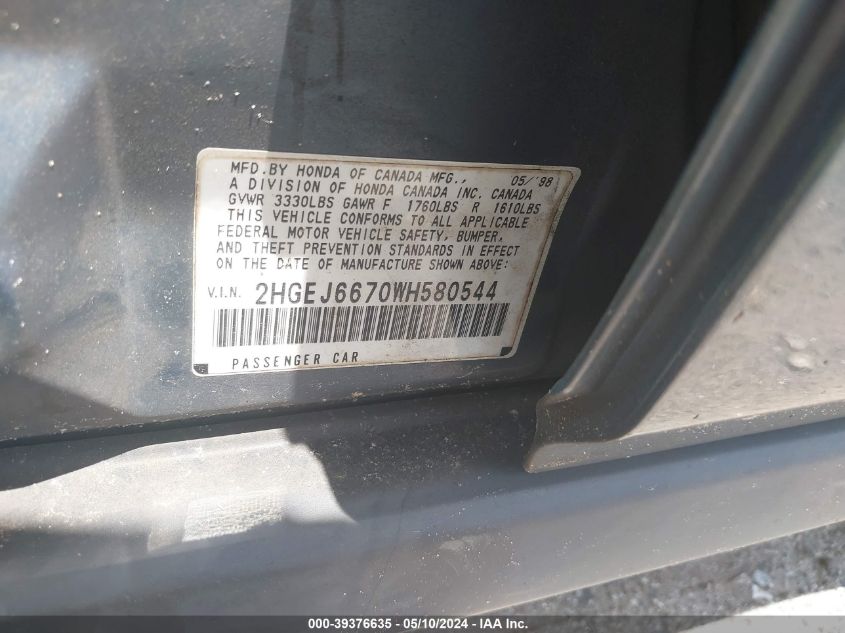 MFD.BY HONDA OF CANADA MFG., 05/'98
A DIVISION OF HONDA CANADA INC. CANADA
GVWR 3330LBS GAWR F 1760LBS R 1610LBS
THIS VEHICLE CONFORMS TO ALL APPLICABLE
FEDERAL MOTOR VEHICLE SAFETY, BUMPER,
AND THEFT PREVENTION STANDARDS IN EFFECT
ON THE DATE OF MANUFACTURE SHOWN ABOVE:
V.I.N. 2HGEJ6670WH580544
PASSENGER CAR
000-39376635 - 05/10/2024 - IAA Inc.